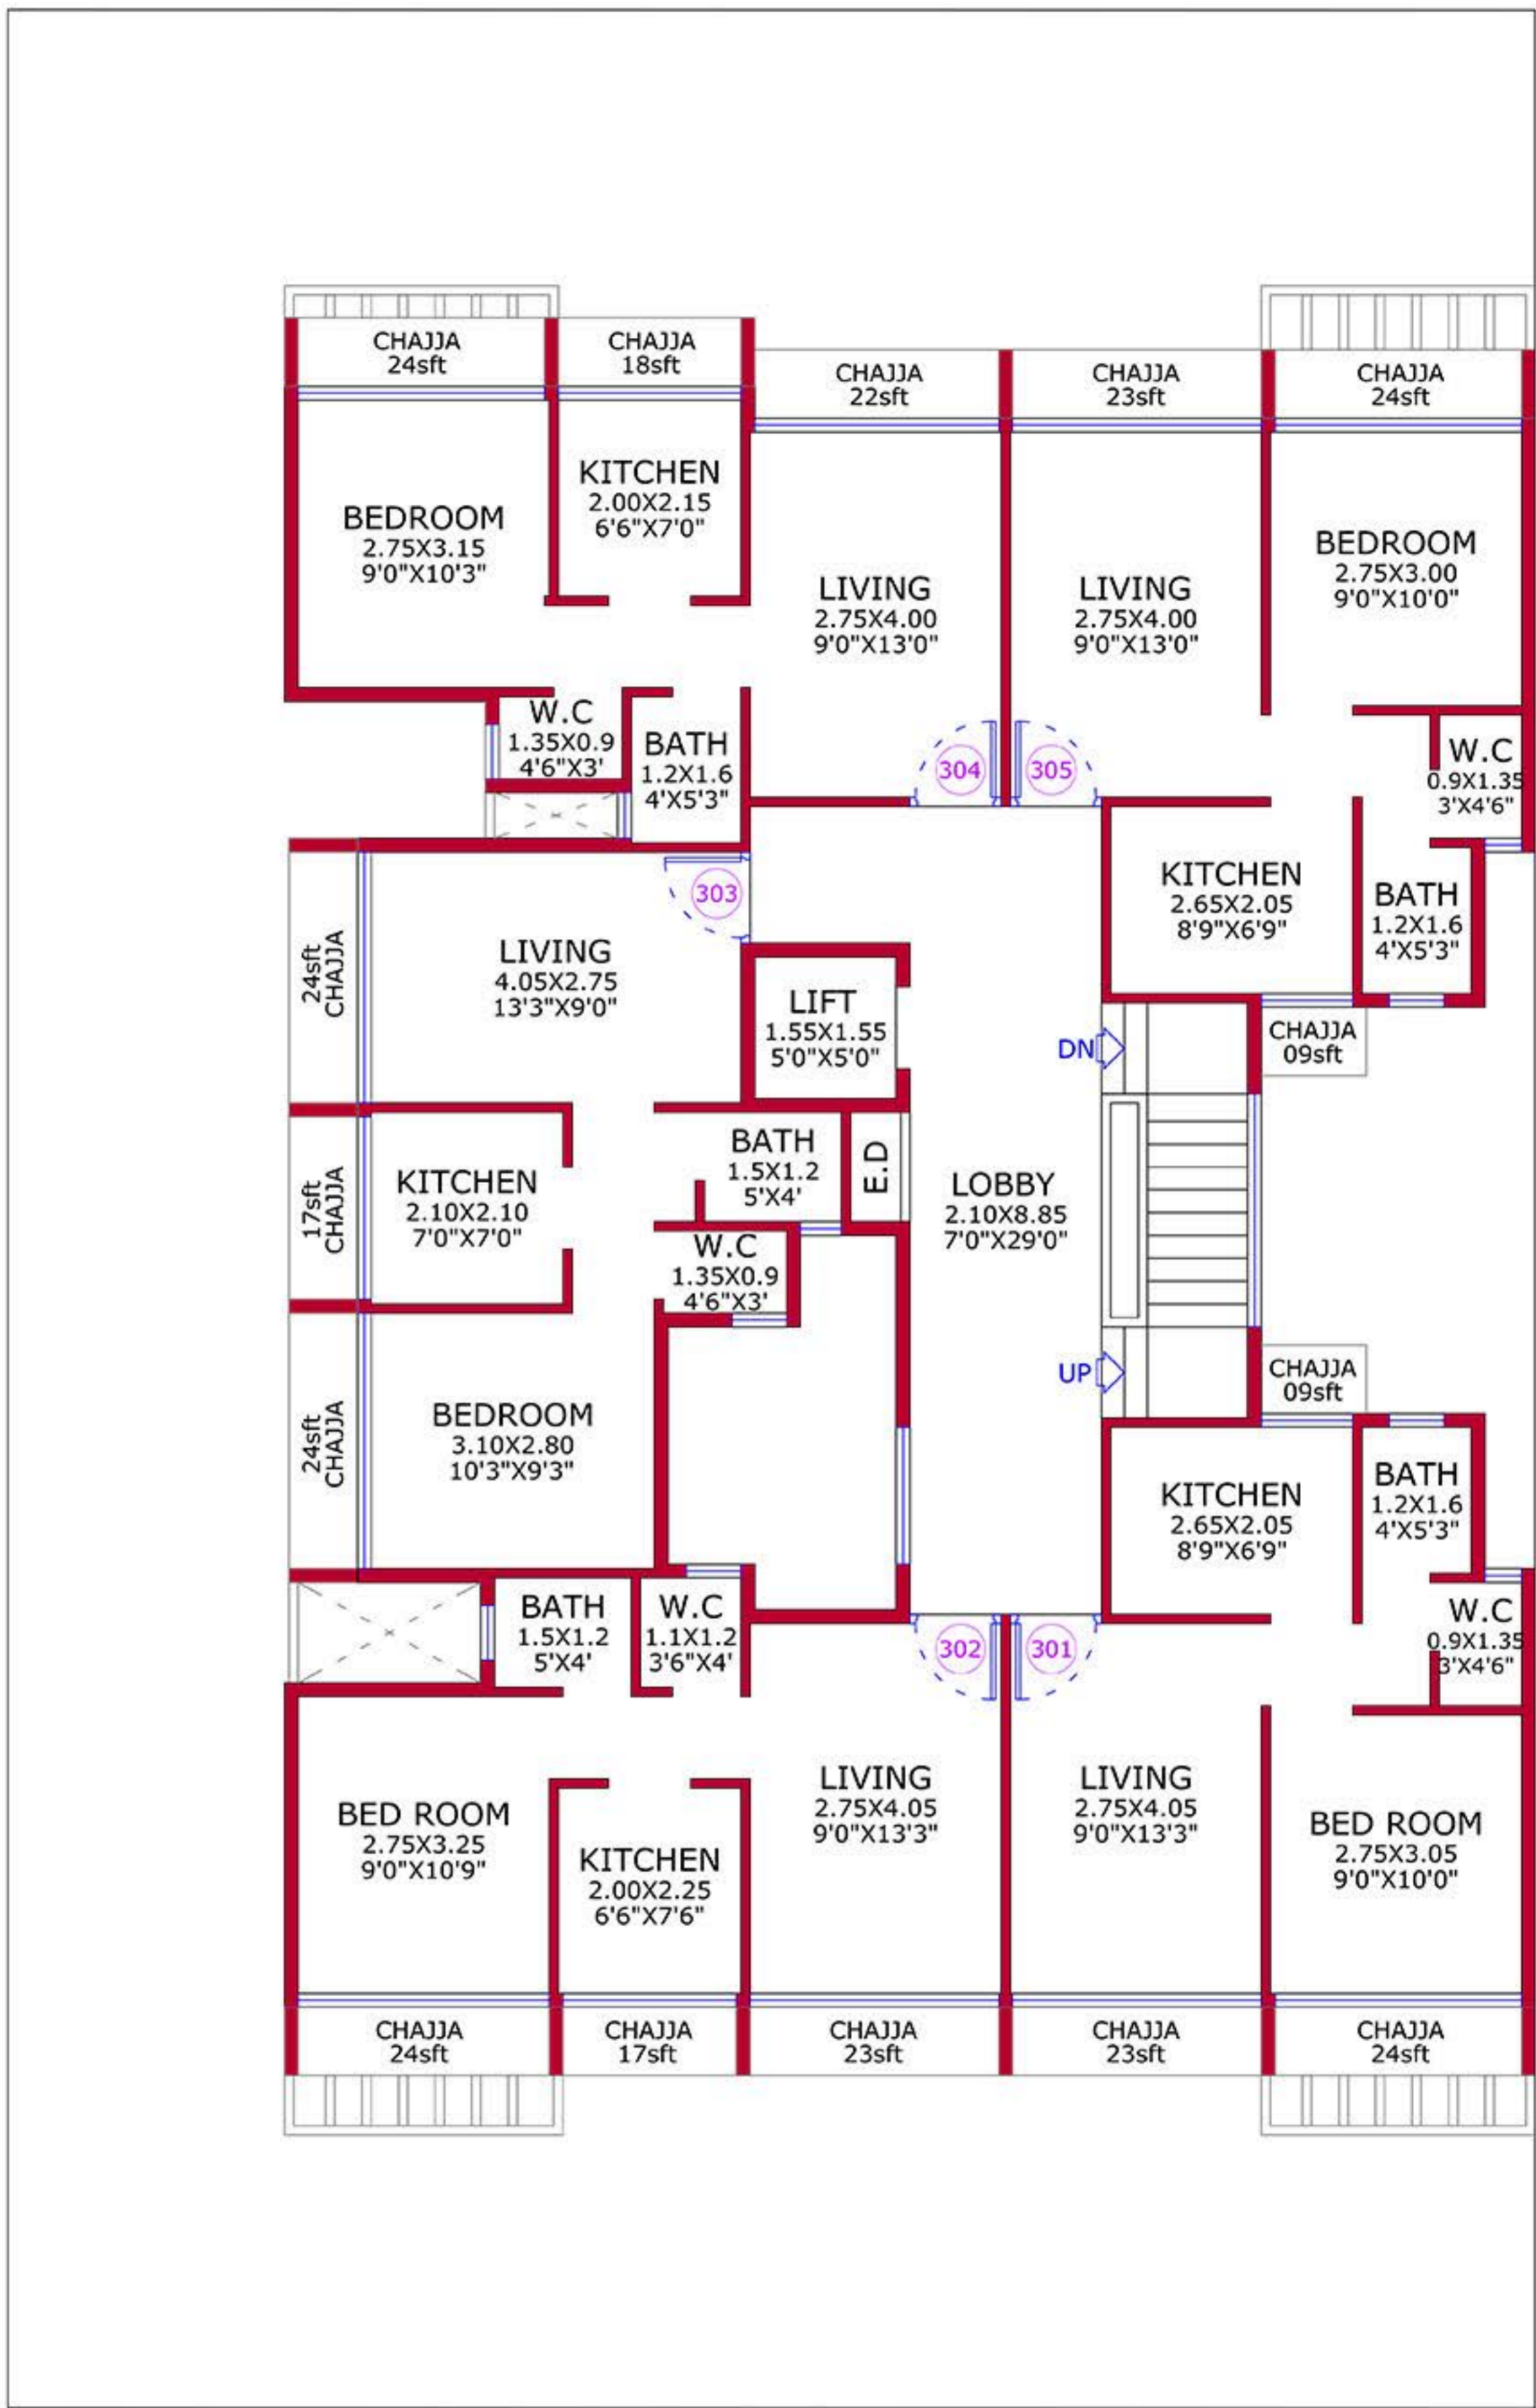 CHAJJA
24sft
CHAJJA
18sft
CHAJJA
22sft
CHAJJA
23sft
CHAJJA
24sft
BEDROOM
2.75X3.15
9'0"X10'3"
KITCHEN
2.00X2.15
6'6"X7'0"
LIVING
2.75X4.00
9'0"X13'0"
LIVING
2.75X4.00
9'0"X13'0"
BEDROOM
2.75X3.00
9'0"X10'0"
W.C
1.35X0.9
4'6"X3'
BATH
1.2X1.6
4'X5'3"
304
305
W.C
0.9X1.35
3'X4'6"
303
KITCHEN
2.65X2.05
8'9"X6'9"
BATH
1.2X1.6
4'X5'3"
24sft
CHAJJA
LIVING
4.05X2.75
13'3"X9'0"
LIFT
1.55X1.55
5'0"X5'0"
DN
CHAJJA
09sft
17sft
CHAJJA
KITCHEN
2.10X2.10
7'0"X7'0"
BATH
1.5X1.2
5'X4'
E.D
LOBBY
2.10X8.85
7'0"X29'0"
W.C
1.35X0.9
4'6"X3'
UP
CHAJJA
09sft
24sft
CHAJJA
BEDROOM
3.10X2.80
10'3"X9'3"
KITCHEN
2.65X2.05
8'9"X6'9"
BATH
1.2X1.6
4'X5'3"
BATH
1.5X1.2
5'X4'
W.C
1.1X1.2
3'6"X4'
302
301
W.C
0.9X1.35
3'X4'6"
BED ROOM
2.75X3.25
9'0"X10'9"
KITCHEN
2.00X2.25
6'6"X7'6"
LIVING
2.75X4.05
9'0"X13'3"
LIVING
2.75X4.05
9'0"X13'3"
BED ROOM
2.75X3.05
9'0"X10'0"
CHAJJA
24sft
CHAJJA
17sft
CHAJJA
23sft
CHAJJA
23sft
CHAJJA
24sft